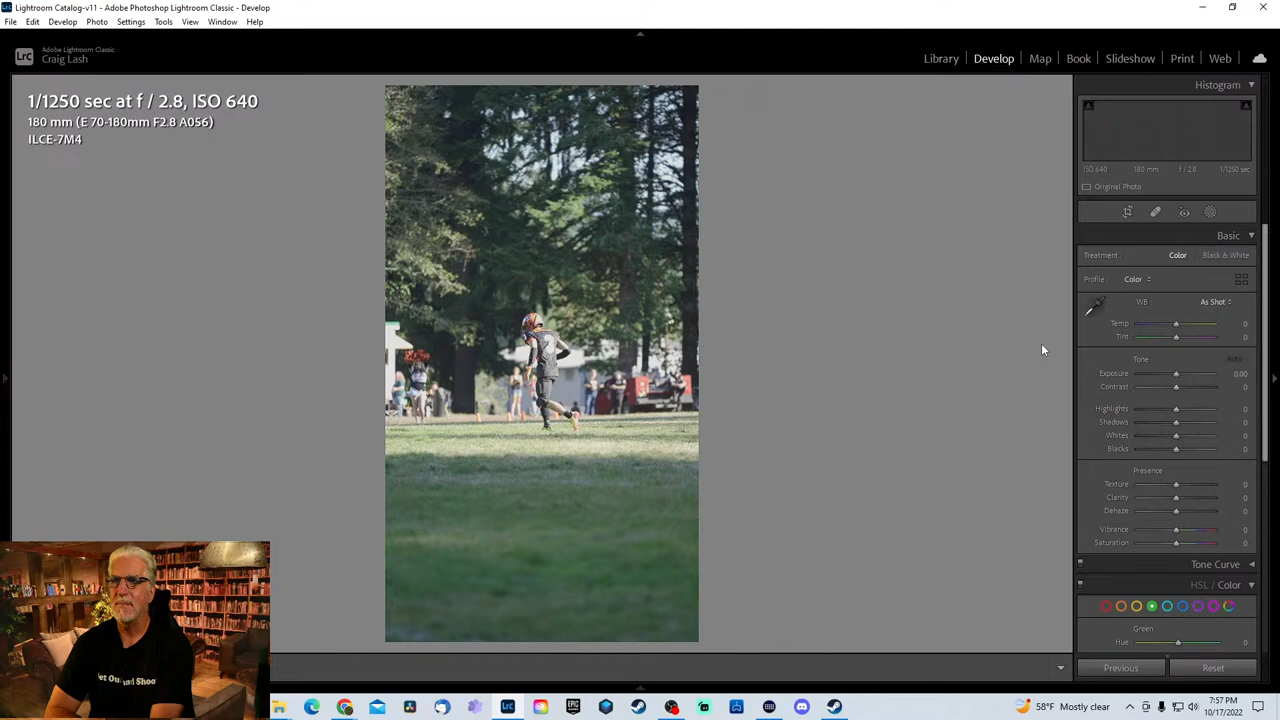 Lrc Lightroom Catalog-v11 - Adobe Photoshop Lightroom Classic - Develop
File Edit Develop Photo Settings Tools View Window Help
Lrc Adobe Lightroom Classic
Craig Lash
Library | Develop | Map | Book | Slideshow | Print | Web
1/1250 sec at f / 2.8, ISO 640
180 mm (E 70-180mm F2.8 A056)
ILCE-7M4
Histogram
ISO 640 180 mm f / 2.8 1/1250 sec
Original Photo
Basic
Treatment: Color Black & White
Profile: Color
WB: As Shot
Temp 0
Tint 0
Tone Auto
Exposure 0.00
Contrast 0
Highlights 0
Shadows 0
Whites 0
Blacks 0
Presence
Texture 0
Clarity 0
Dehaze 0
Vibrance 0
Saturation 0
Tone Curve
HSL / Color
Green
Hue 0
Previous Reset
Lrc EPIC GAMES
58°F Mostly clear
7:57 PM
10/17/2022